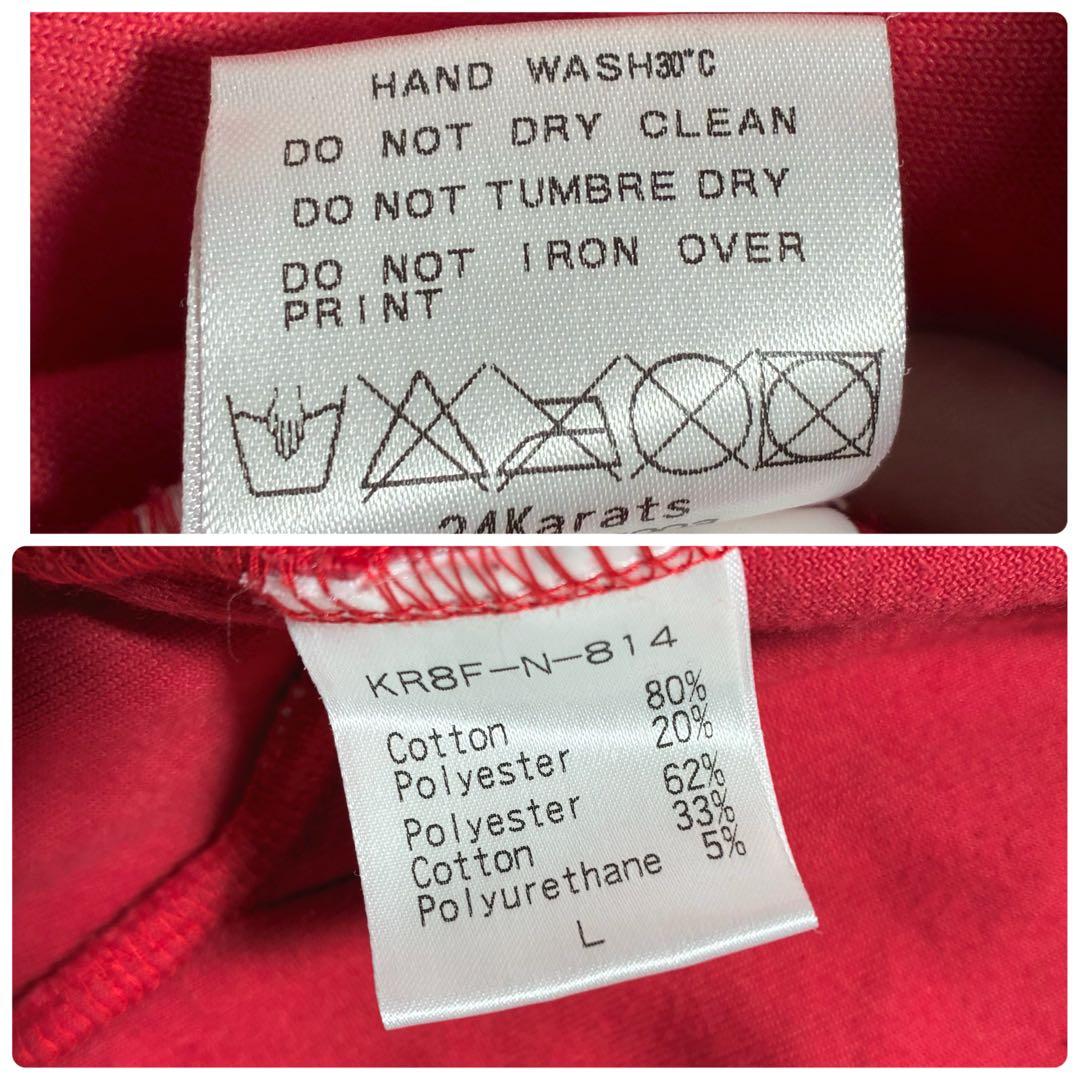 HAND WASH30°C
DO NOT DRY CLEAN
DO NOT TUMBRE DRY
DO NOT IRON OVER
PRINT
24Karats
KR8F-N-814
Cotton 80%
Polyester 20%
Polyester 62%
Cotton 33%
Polyurethane 5%
L